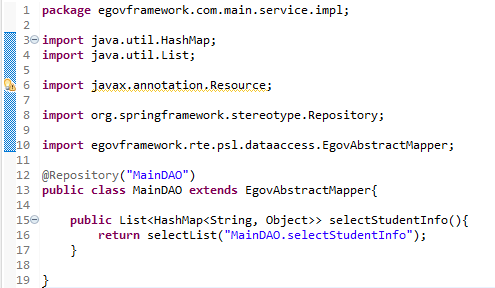 1 package egovframework.com.main.service.impl;
2
3 import java.util.HashMap;
4 import java.util.List;
5
6 import javax.annotation.Resource;
7
8 import org.springframework.stereotype.Repository;
9
10 import egovframework.rte.psl.dataaccess.EgovAbstractMapper;
11
12 @Repository("MainDAO")
13 public class MainDAO extends EgovAbstractMapper{
14
15 public List<HashMap<String, Object>> selectStudentInfo(){
16 return selectList("MainDAO.selectStudentInfo");
17 }
18
19 }